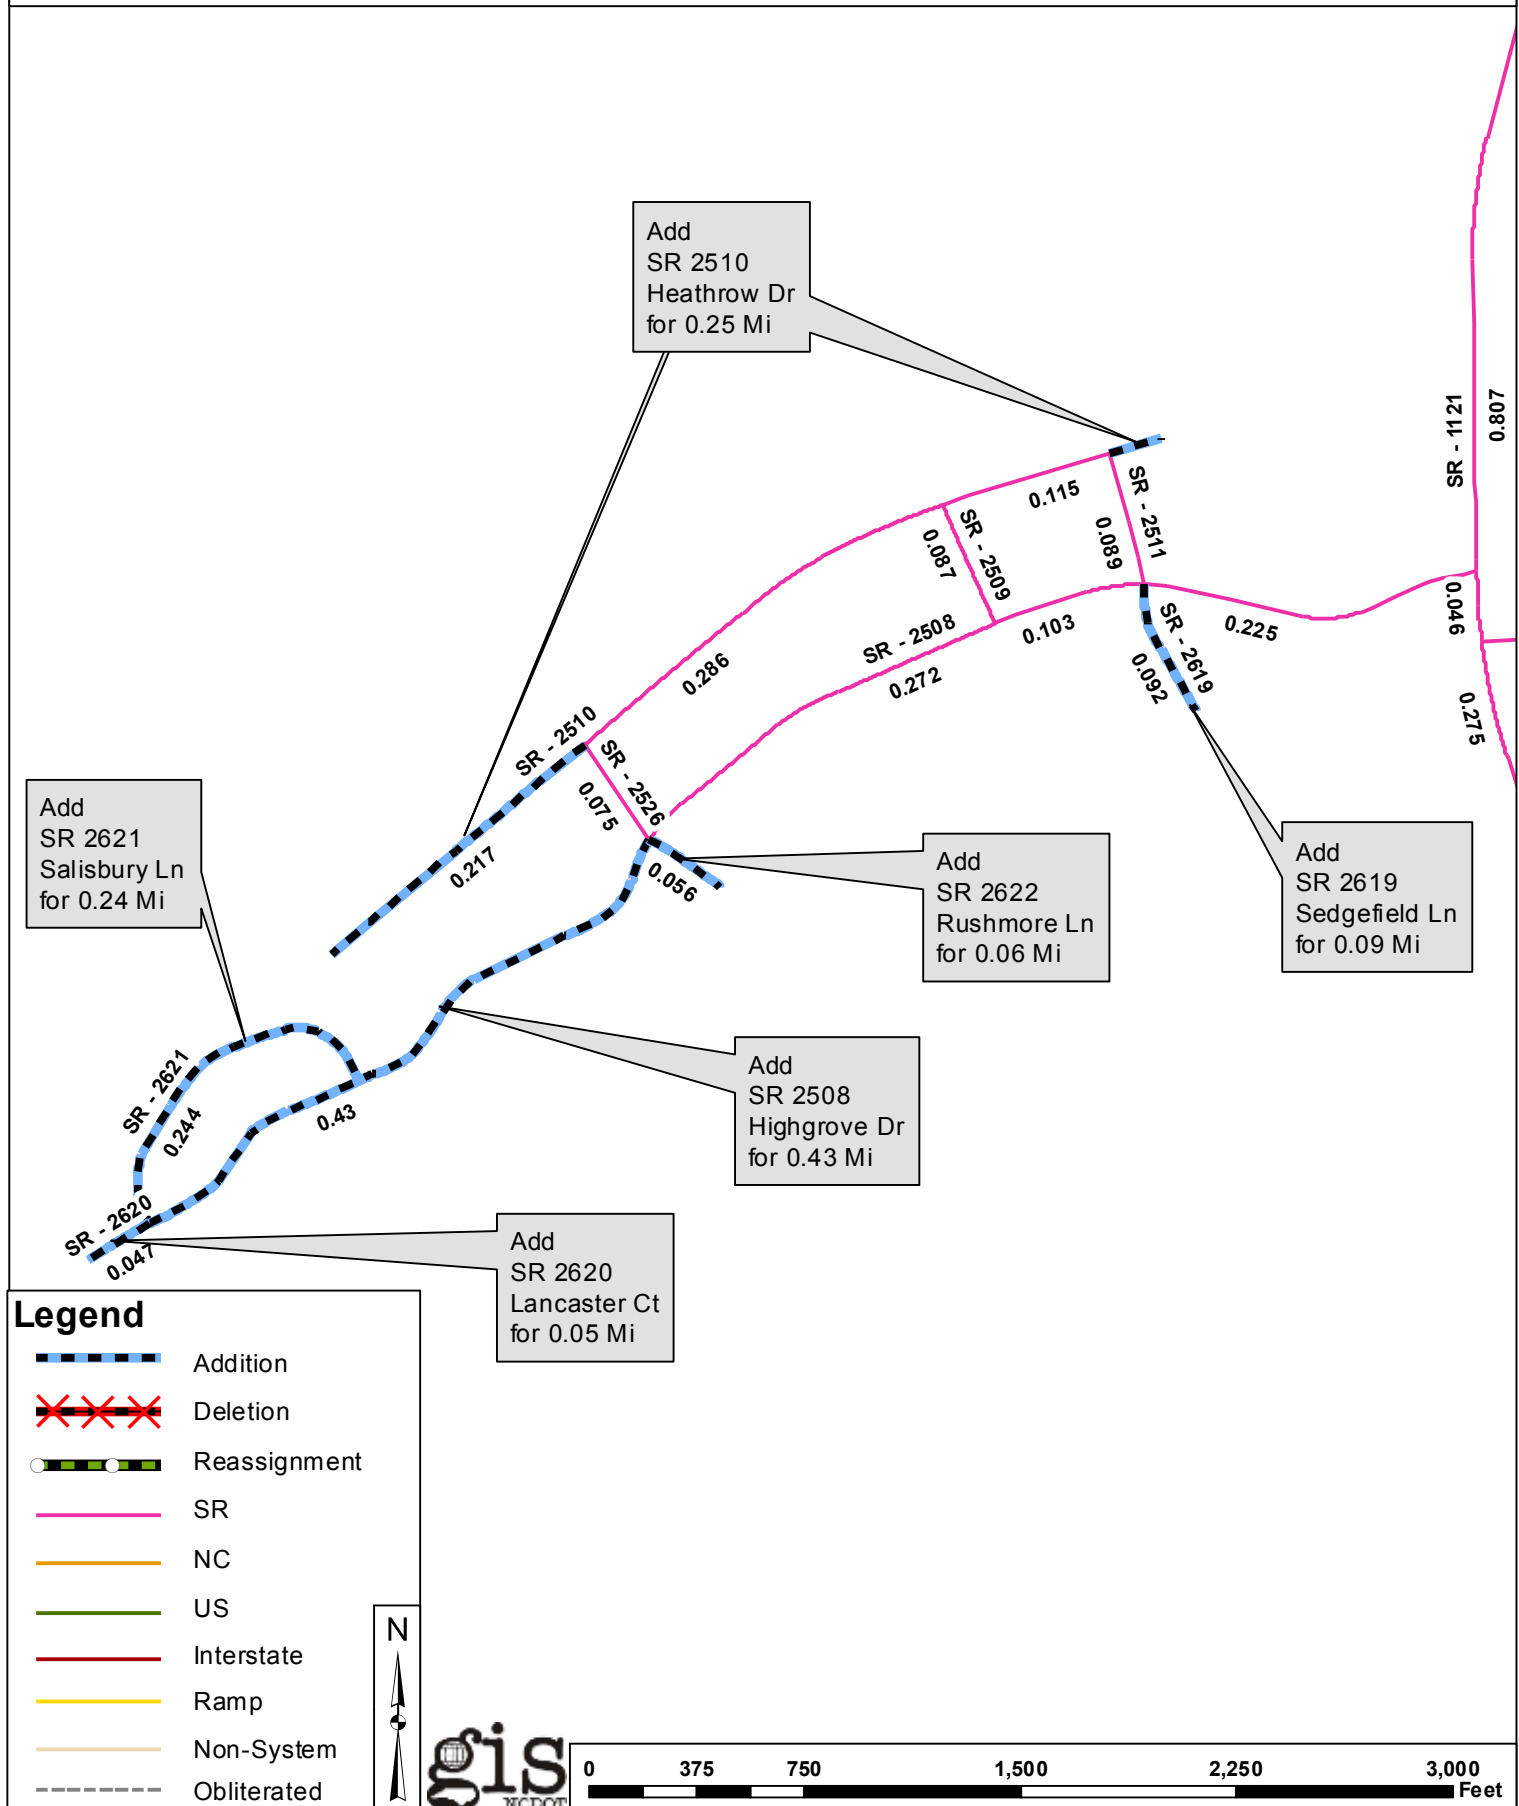 Add
SR 2510
Heathrow Dr
for 0.25 Mi
SR - 1121
0.807
0.115
SR - 2511
0.089
SR - 2509
0.087
SR - 2508
0.103
0.225
0.046
0.286
0.272
SR - 2619
0.092
0.275
SR - 2510
SR - 2526
0.075
0.217
0.056
Add
SR 2621
Salisbury Ln
for 0.24 Mi
Add
SR 2622
Rushmore Ln
for 0.06 Mi
Add
SR 2619
Sedgefield Ln
for 0.09 Mi
SR - 2621
0.244
0.43
Add
SR 2508
Highgrove Dr
for 0.43 Mi
SR - 2620
0.047
Add
SR 2620
Lancaster Ct
for 0.05 Mi
Legend
Addition
Deletion
Reassignment
SR
NC
US
Interstate
Ramp
Non-System
Obliterated
N
gis
NCDOT
0 375 750 1,500 2,250 3,000
Feet